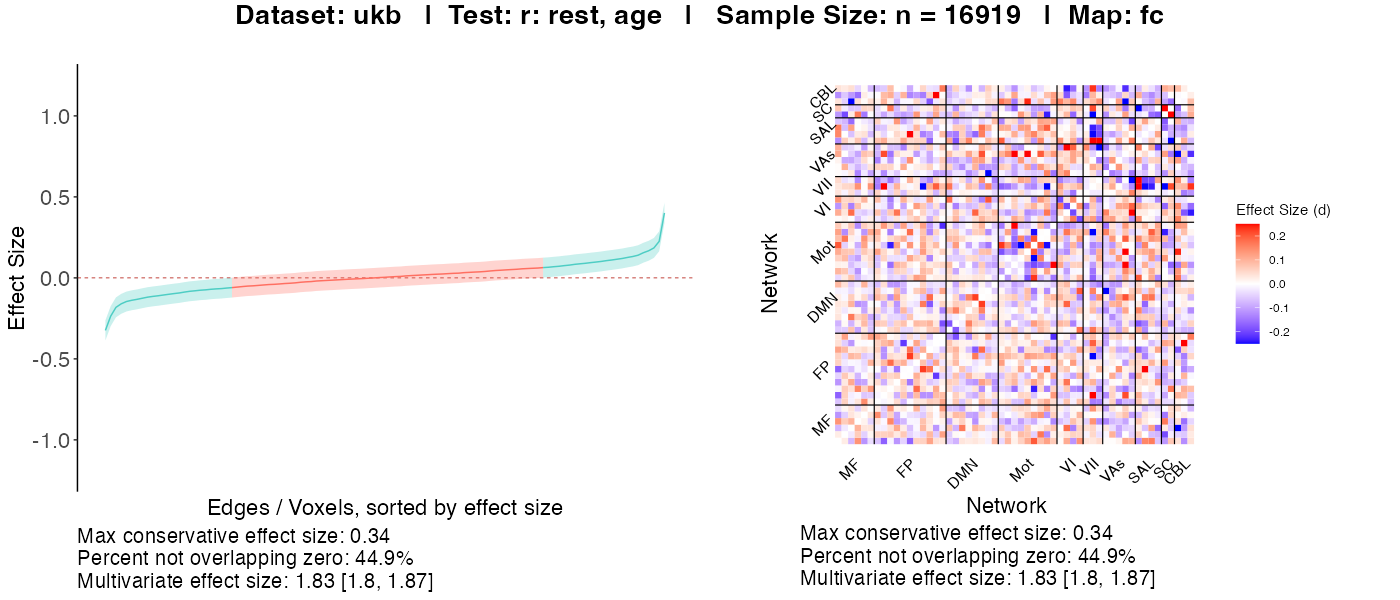 Dataset: ukb | Test: r: rest, age | Sample Size: n = 16919 | Map: fc
Effect Size
1.0
0.5
0.0
-0.5
-1.0
Edges / Voxels, sorted by effect size
Max conservative effect size: 0.34
Percent not overlapping zero: 44.9%
Multivariate effect size: 1.83 [1.8, 1.87]
Network
CBL
SC
SAL
VAs
VII
VI
Mot
DMN
FP
MF
MF
FP
DMN
Mot
VI
VII
VAs
SAL
SC
CBL
Network
Effect Size (d)
0.2
0.1
0.0
-0.1
-0.2
Max conservative effect size: 0.34
Percent not overlapping zero: 44.9%
Multivariate effect size: 1.83 [1.8, 1.87]